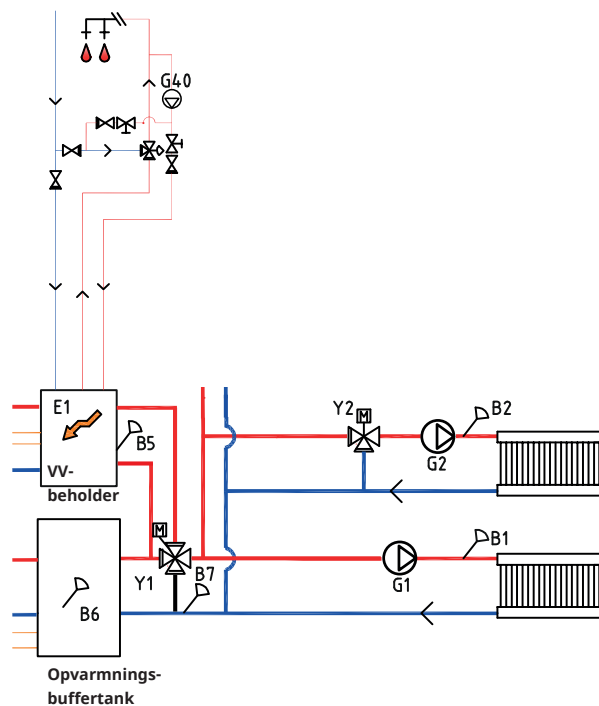 G40
E1
B5
VV-
beholder
Y2
M
B2
G2
M
Y1
B7
B1
G1
B6
Opvarmnings-
buffertank